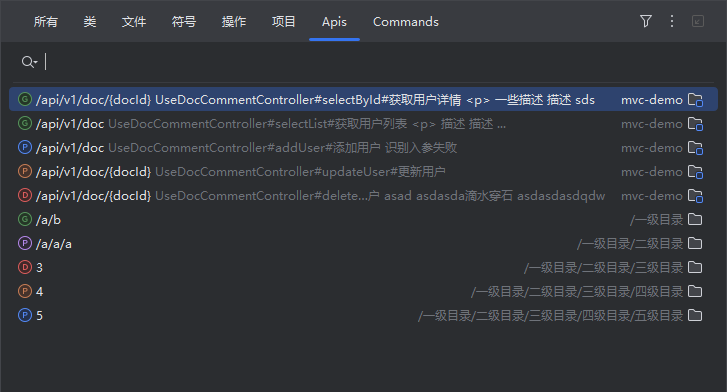 所有 类 文件 符号 操作 项目 Apis Commands
G /api/v1/doc/{docId} UseDocCommentController#selectById#获取用户详情 <p> 一些描述 描述 sds mvc-demo
G /api/v1/doc UseDocCommentController#selectList#获取用户列表 <p> 描述 描述 ... mvc-demo
P /api/v1/doc UseDocCommentController#addUser#添加用户 识别入参失败 mvc-demo
P /api/v1/doc/{docId} UseDocCommentController#updateUser#更新用户 mvc-demo
D /api/v1/doc/{docId} UseDocCommentController#delete...户 asad asdasda滴水穿石 asdasdasdqdw mvc-demo
G /a/b /一级目录
P /a/a/a /一级目录/二级目录
D 3 /一级目录/二级目录/三级目录
P 4 /一级目录/二级目录/三级目录/四级目录
P 5 /一级目录/二级目录/三级目录/四级目录/五级目录